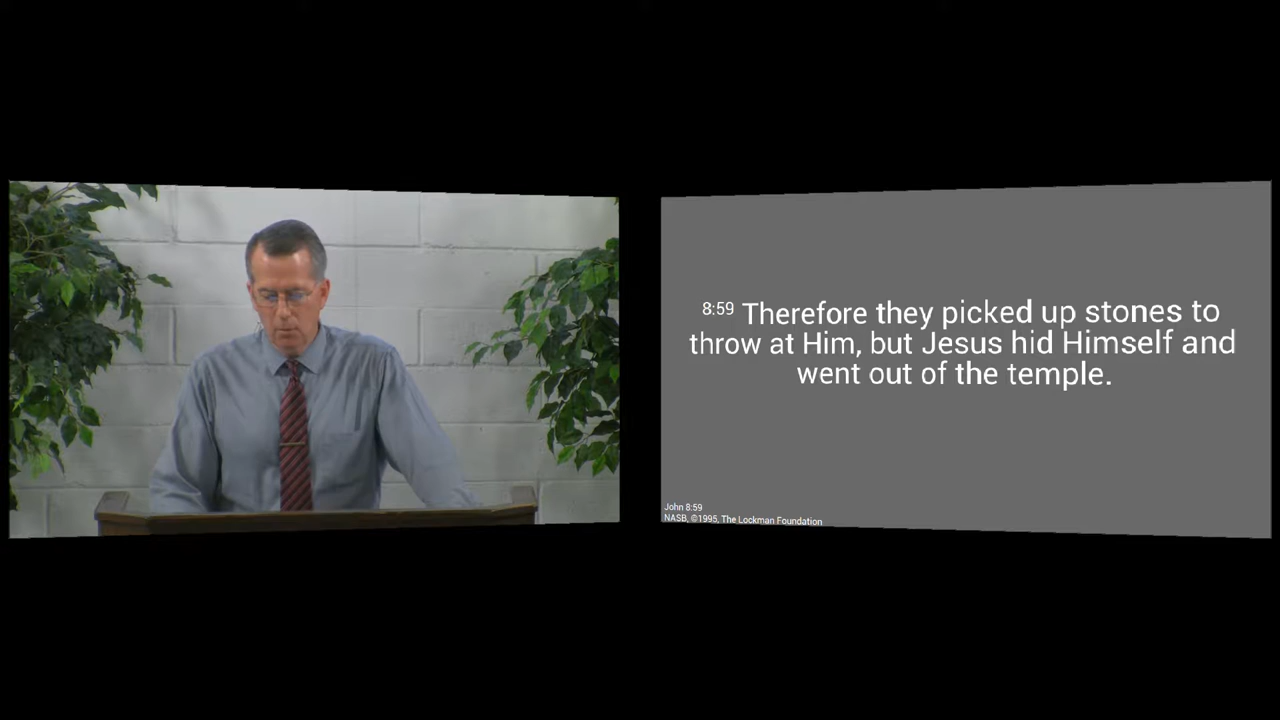 8:59 Therefore they picked up stones to
throw at Him, but Jesus hid Himself and
went out of the temple.
John 8:59
NASB, ©1995, The Lockman Foundation